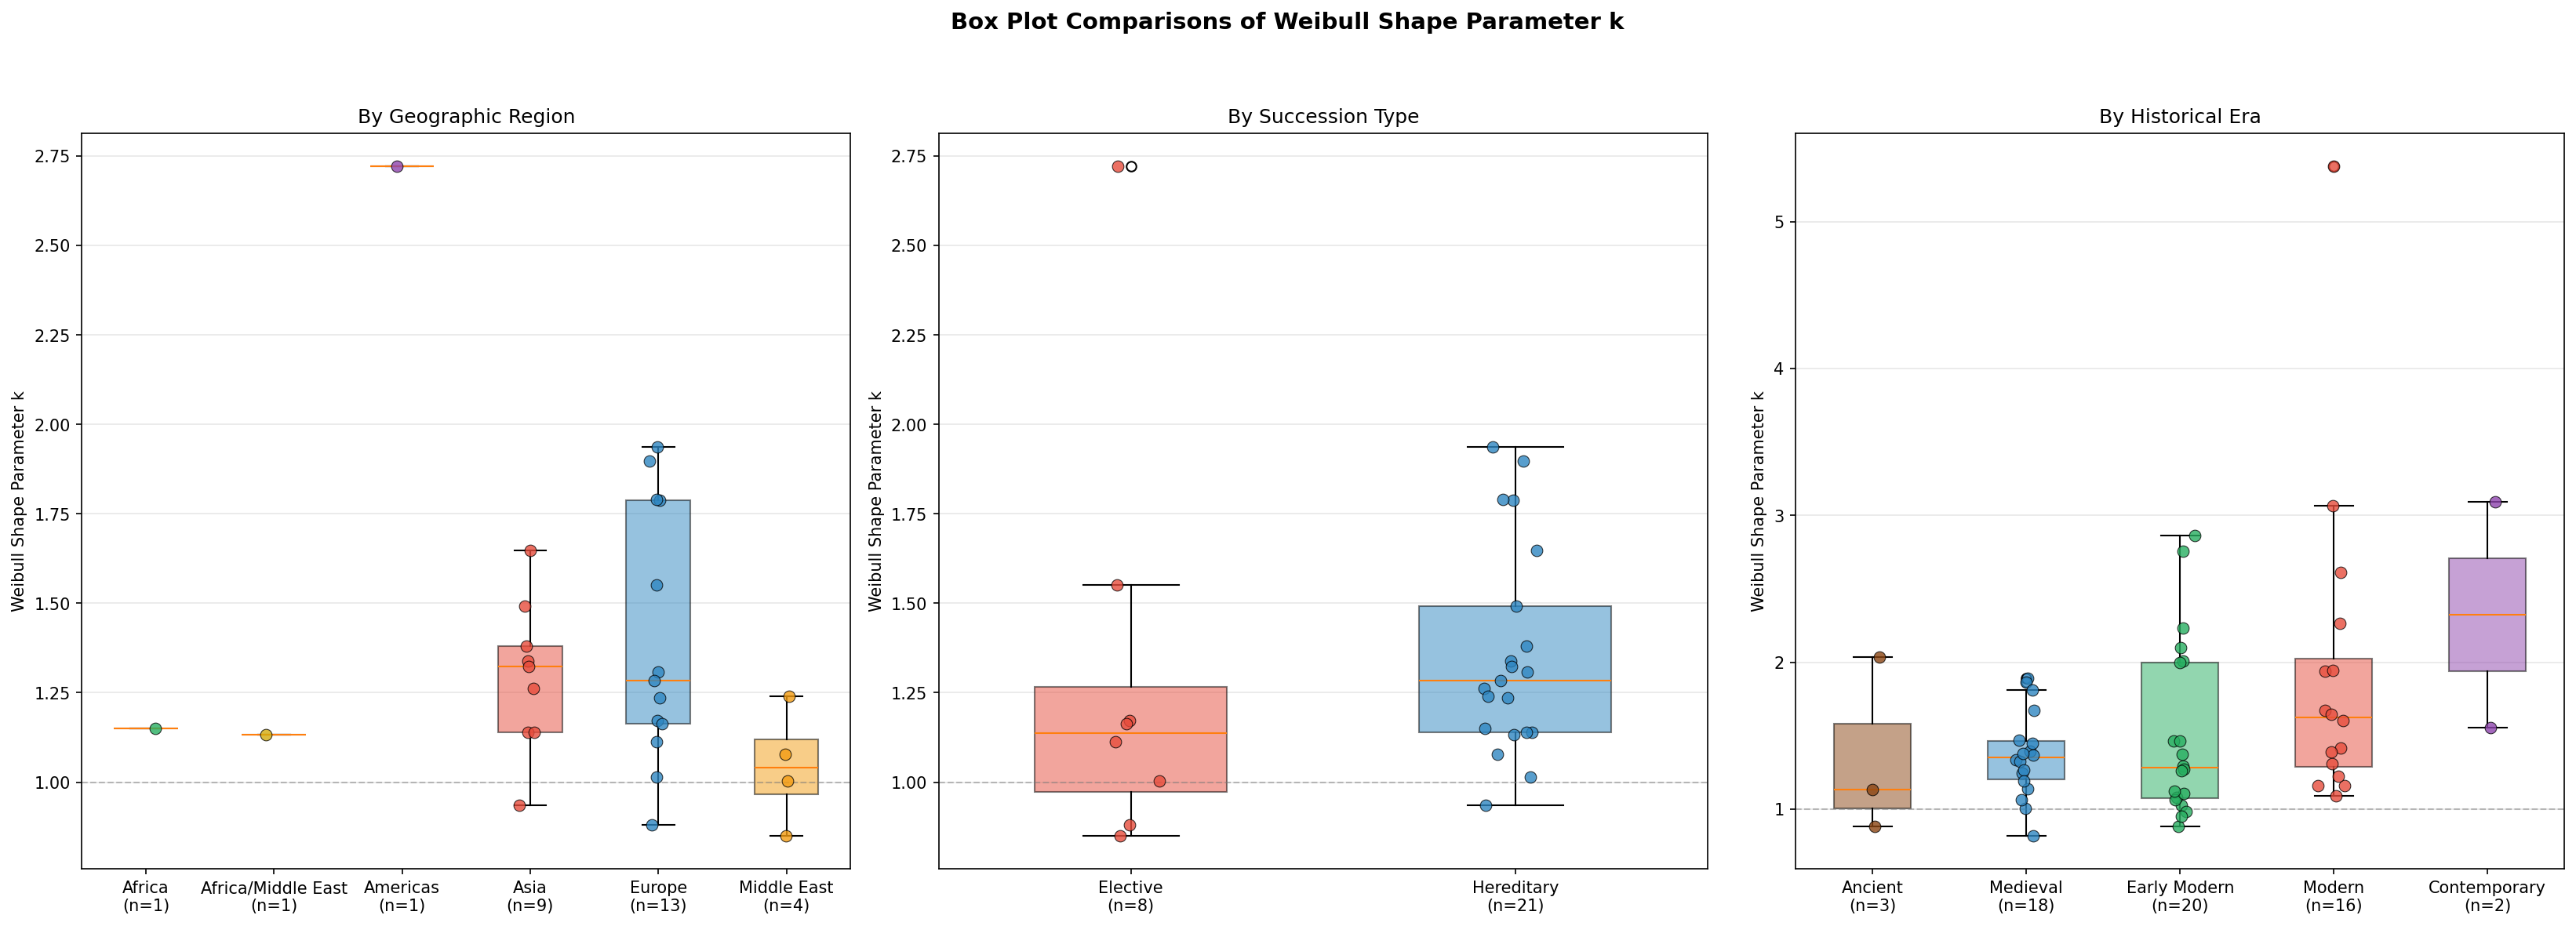 Box Plot Comparisons of Weibull Shape Parameter k
By Geographic Region
Weibull Shape Parameter k
2.75
2.50
2.25
2.00
1.75
1.50
1.25
1.00
Africa
(n=1)
Africa/Middle East
(n=1)
Americas
(n=1)
Asia
(n=9)
Europe
(n=13)
Middle East
(n=4)
By Succession Type
Weibull Shape Parameter k
2.75
2.50
2.25
2.00
1.75
1.50
1.25
1.00
Elective
(n=8)
Hereditary
(n=21)
By Historical Era
Weibull Shape Parameter k
5
4
3
2
1
Ancient
(n=3)
Medieval
(n=18)
Early Modern
(n=20)
Modern
(n=16)
Contemporary
(n=2)